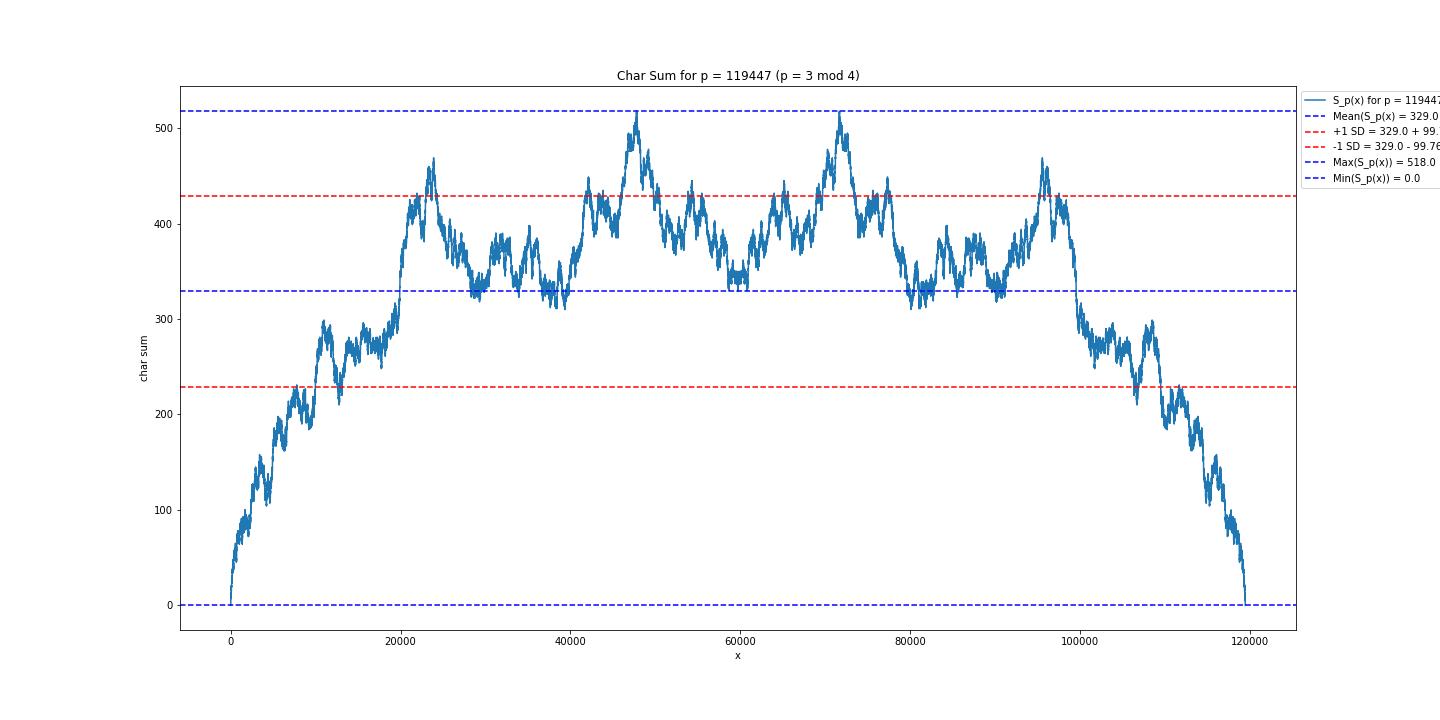 Char Sum for p = 119447 (p = 3 mod 4)
S_p(x) for p = 119447
Mean(S_p(x) = 329.0
+1 SD = 329.0 + 99.
-1 SD = 329.0 - 99.76
Max(S_p(x)) = 518.0
Min(S_p(x)) = 0.0
500
400
300
200
100
0
char sum
0 20000 40000 60000 80000 100000 120000
x